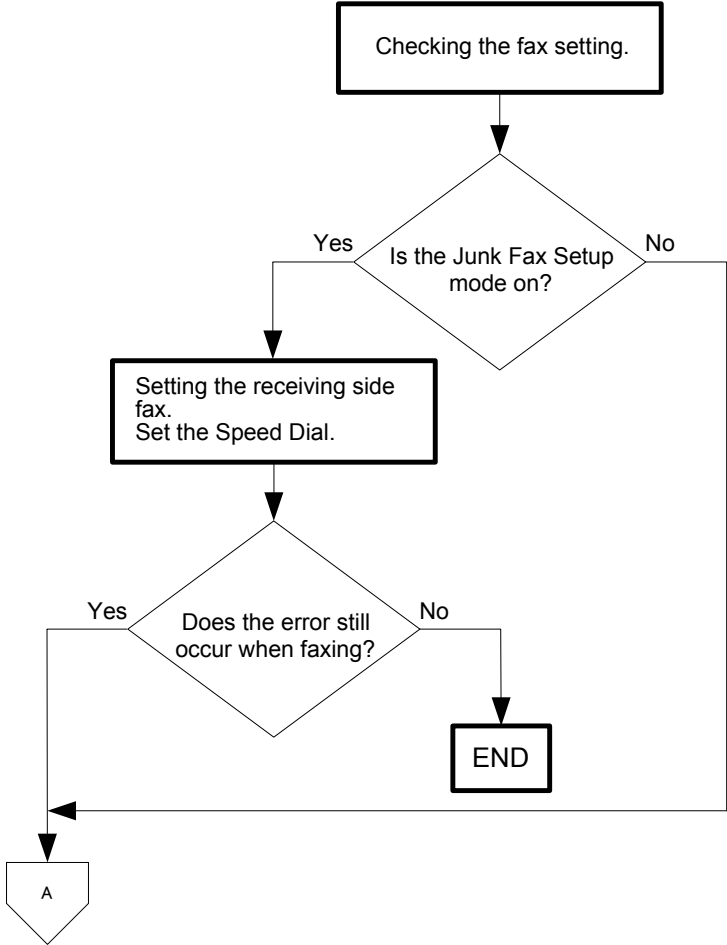 Checking the fax setting.
Yes
No
Is the Junk Fax Setup
mode on?
Setting the receiving side
fax.
Set the Speed Dial.
Yes
No
Does the error still
occur when faxing?
END
A